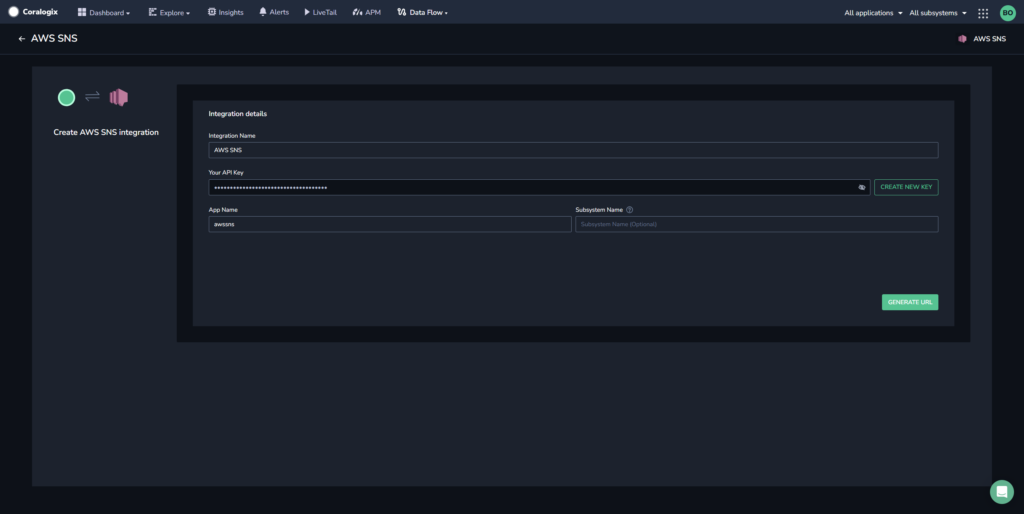 Coralogix Dashboard Explore Insights Alerts LiveTail APM Data Flow All applications All subsystems BO
AWS SNS AWS SNS
Create AWS SNS integration
Integration details
Integration Name
AWS SNS
Your API Key
************************************
CREATE NEW KEY
App Name Subsystem Name
awssns Subsystem Name (Optional)
GENERATE URL